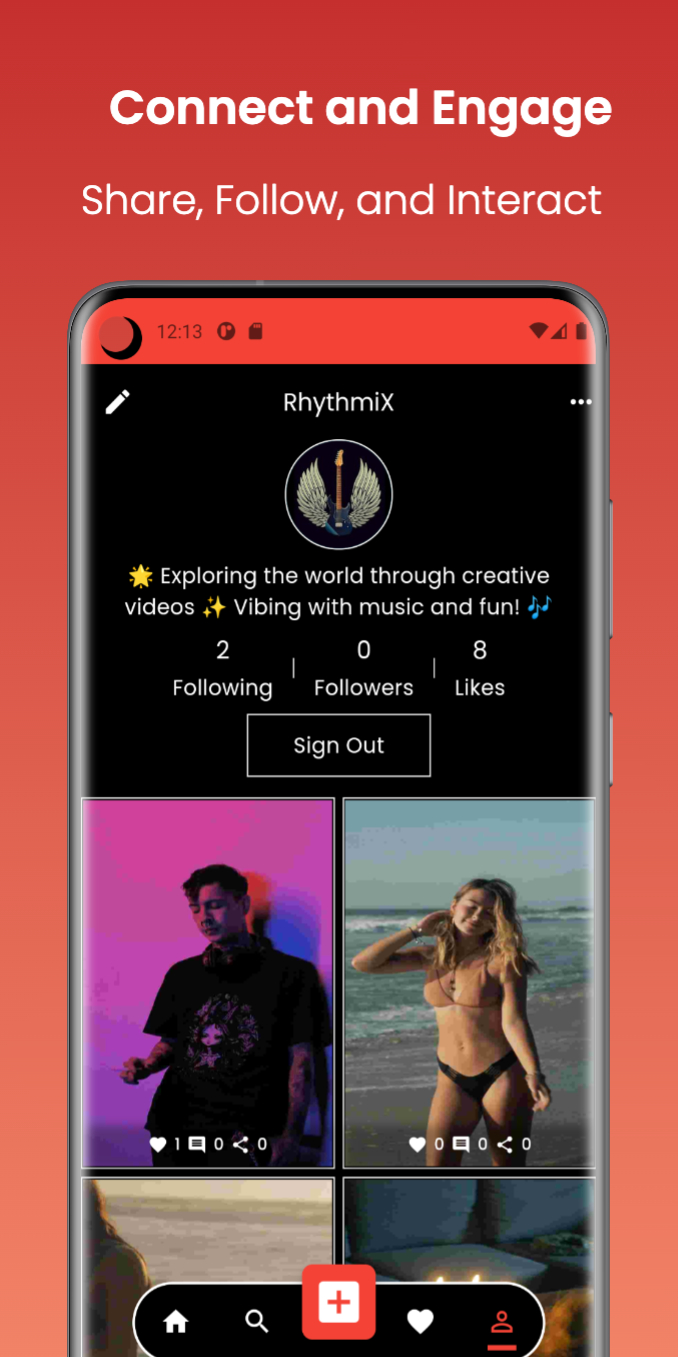 Connect and Engage
Share, Follow, and Interact
12:13
RhythmiX
🌟 Exploring the world through creative
videos ✨ Vibing with music and fun! 🎶
2
Following
0
Followers
8
Likes
Sign Out
1 0 0
0 0 0